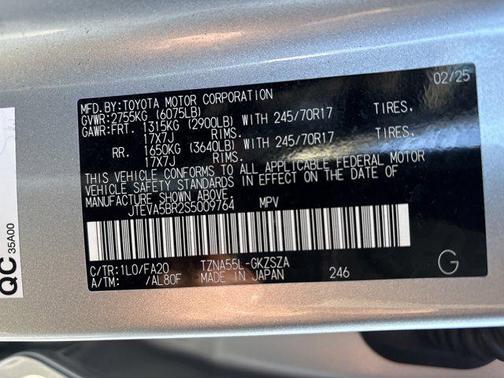 MFD.BY:TOYOTA MOTOR CORPORATION 02/25
GVWR:2755KG (6075LB)
GAWR:FRT. 1315KG (2900LB) WITH 245/70R17 TIRES,
17X7J RIMS.
RR. 1650KG (3640LB) WITH 245/70R17 TIRES,
17X7J RIMS.
THIS VEHICLE CONFORMS TO ALL APPLICABLE FEDERAL MOTOR
VEHICLE SAFETY STANDARDS IN EFFECT ON THE DATE OF
MANUFACTURE SHOWN ABOVE.
JTEVA5BR2S5009764 MPV
C/TR:1L0/FA20 TZNA55L-GKZSZA
A/TM: /AL80F MADE IN JAPAN 246 G
QC 35A00